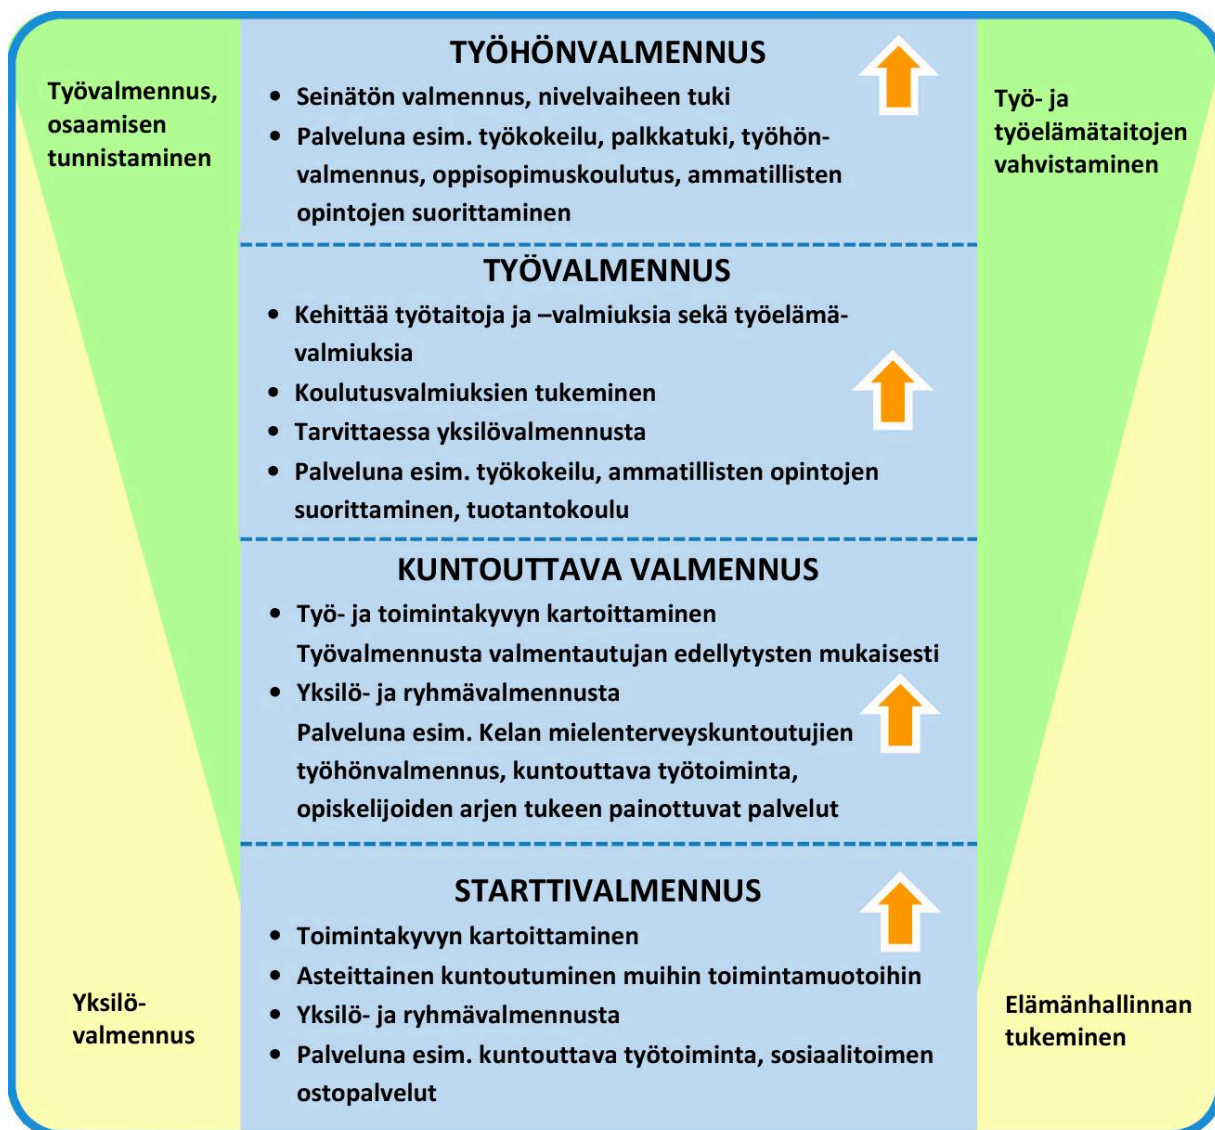 TYÖHÖNVALMENNUS
• Seinätön valmennus, nivelvaiheen tuki
• Palveluna esim. työkokeilu, palkkatuki, työhön-
valmennus, oppisopimuskoulutus, ammatillisten
opintojen suorittaminen
Työvalmennus,
osaamisen
tunnistaminen
Työ- ja
työelämätaitojen
vahvistaminen
TYÖVALMENNUS
• Kehittää työtaitoja ja –valmiuksia sekä työelämä-
valmiuksia
• Koulutusvalmiuksien tukeminen
• Tarvittaessa yksilövalmennusta
• Palveluna esim. työkokeilu, ammatillisten opintojen
suorittaminen, tuotantokoulu
KUNTOUTTAVA VALMENNUS
• Työ- ja toimintakyvyn kartoittaminen
Työvalmennusta valmentautujan edellytysten mukaisesti
• Yksilö- ja ryhmävalmennusta
Palveluna esim. Kelan mielenterveyskuntoutujien
työhönvalmennus, kuntouttava työtoiminta,
opiskelijoiden arjen tukeen painottuvat palvelut
STARTTIVALMENNUS
• Toimintakyvyn kartoittaminen
• Asteittainen kuntoutuminen muihin toimintamuotoihin
• Yksilö- ja ryhmävalmennusta
• Palveluna esim. kuntouttava työtoiminta, sosiaalitoimen
ostopalvelut
Yksilö-
valmennus
Elämänhallinnan
tukeminen